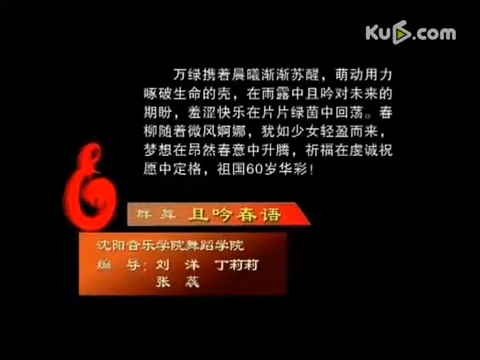 Ku6.com
万绿携着晨曦渐渐苏醒，萌动用力
啄破生命的壳，在雨露中且吟对未来的
期盼，羞涩快乐在片片绿茵中回荡。春
柳随着微风婀娜，犹如少女轻盈而来，
梦想在昂然春意中升腾，祈福在虔诚祝
愿中定格，祖国60岁华彩！
群 舞 且吟春语
沈阳音乐学院舞蹈学院
编 导：刘 洋 丁莉莉
张 蕊